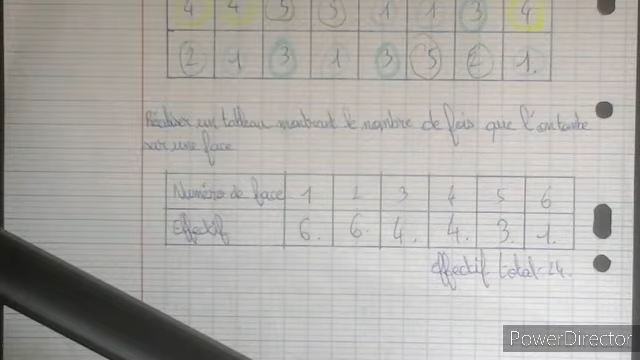 4 4 5 3 1 1 3 4
2 1 3 1 3 5 2 1.
Réaliser un tableau montrant le nombre de fois que l'on tombe
sur une face
Numéro de face 1 2 3 4 5 6
Effectif 6. 6. 4. 4. 3. 1.
effectif total = 24.
PowerDirector